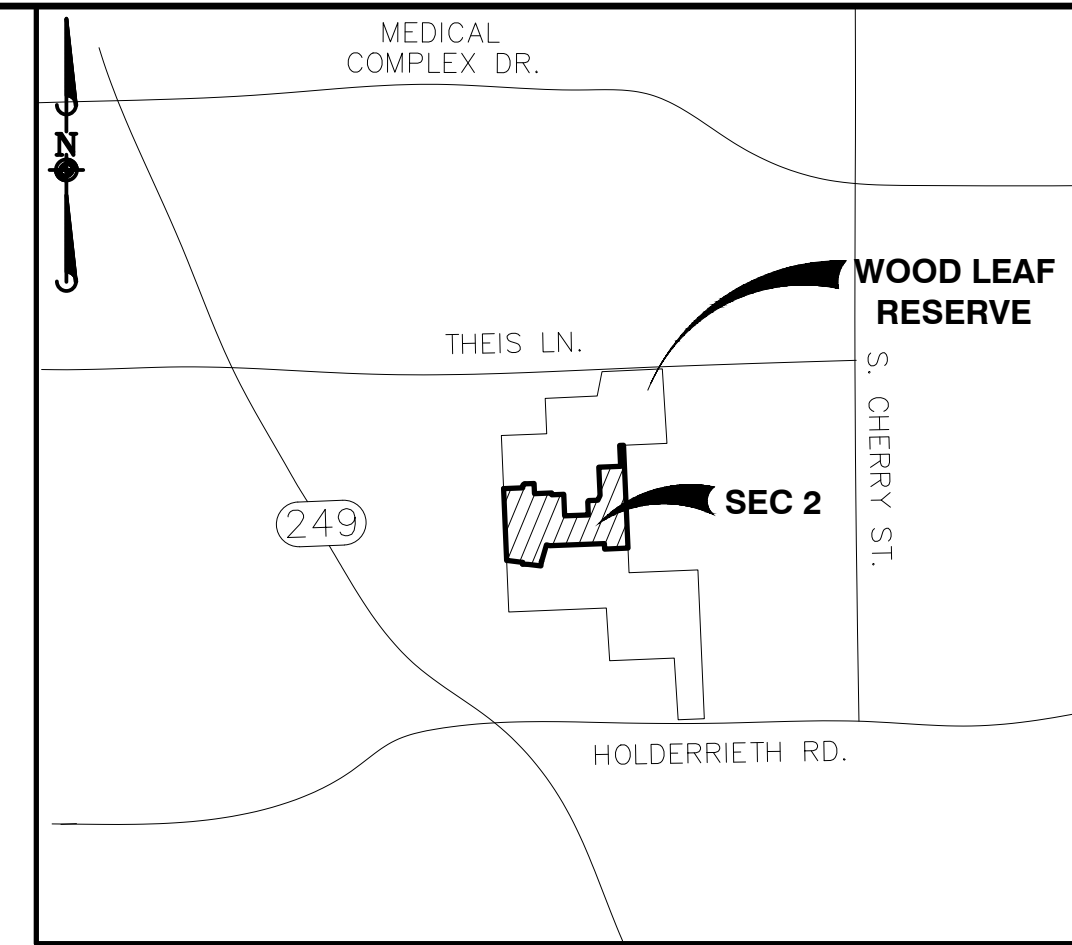 MEDICAL
COMPLEX DR.
N
WOOD LEAF
RESERVE
THEIS LN.
S. CHERRY ST.
249
SEC 2
HOLDERRIETH RD.